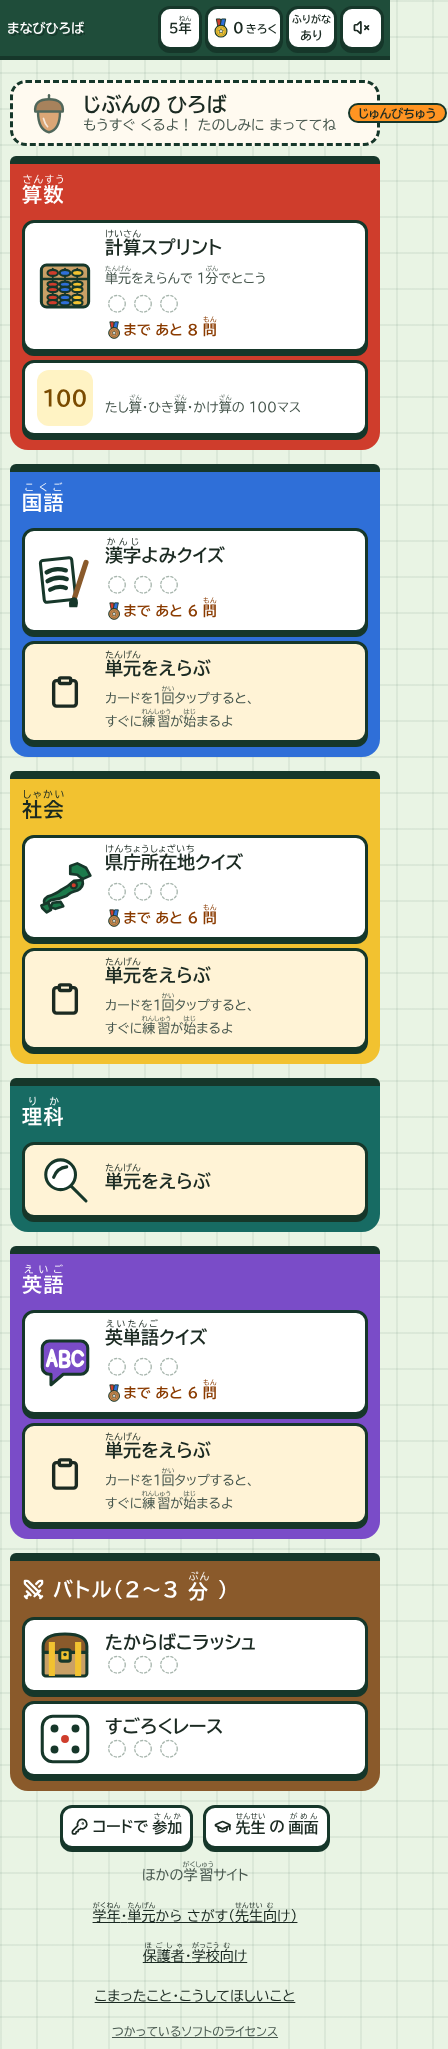 まなびひろば
5年
ねん
0きろく
ふりがな
あり
じぶんの ひろば
もうすぐ くるよ! たのしみに まっててね
じゅんびちゅう
さんすう
算数
けいさん
計算スプリント
たんげん ぷん
単元をえらんで 1分でとこう
もん
まで あと 8 問
100
ざん ざん ざん
たし算・ひき算・かけ算の 100マス
こくご
国語
かんじ
漢字よみクイズ
もん
まで あと 6 問
たんげん
単元をえらぶ
かい
カードを1回タップすると、
れんしゅう はじ
すぐに練習が始まるよ
しゃかい
社会
けんちょうしょざいち
県庁所在地クイズ
もん
まで あと 6 問
たんげん
単元をえらぶ
かい
カードを1回タップすると、
れんしゅう はじ
すぐに練習が始まるよ
りか
理科
たんげん
単元をえらぶ
えいご
英語
ABC
えいたんご
英単語クイズ
もん
まで あと 6 問
たんげん
単元をえらぶ
かい
カードを1回タップすると、
れんしゅう はじ
すぐに練習が始まるよ
ぷん
バトル(2〜3 分 )
たからばこラッシュ
すごろくレース
さんか
コードで 参加
せんせい がめん
先生 の 画面
がくしゅう
ほかの学習サイト
がくねん たんげん せんせい む
学年・単元から さがす(先生向け)
ほごしゃ がっこう む
保護者・学校向け
こまったこと・こうしてほしいこと
つかっているソフトのライセンス